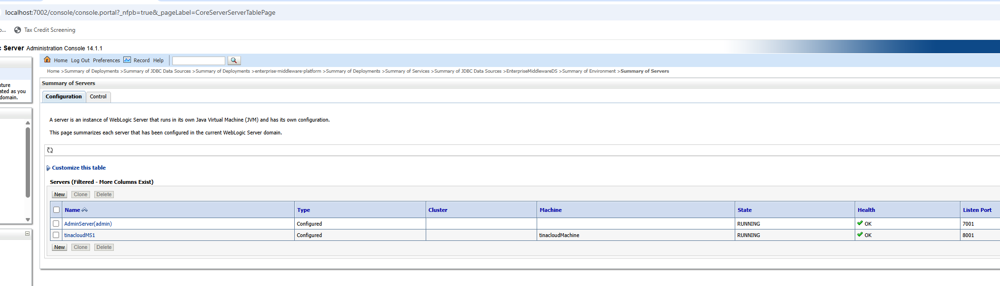 localhost:7002/console/console.portal?_nfpb=true&_pageLabel=CoreServerServerTablePage
Tax Credit Screening
Server Administration Console 14.1.1
Home Log Out Preferences Record Help
Home >Summary of Deployments >Summary of JDBC Data Sources >Summary of Deployments >enterprise-middleware-platform >Summary of Deployments >Summary of Services >Summary of JDBC Data Sources >EnterpriseMiddlewareDS >Summary of Environment >Summary of Servers
ated as you
domain.
Summary of Servers
Configuration Control
A server is an instance of WebLogic Server that runs in its own Java Virtual Machine (JVM) and has its own configuration.
This page summarizes each server that has been configured in the current WebLogic Server domain.
Customize this table
Servers (Filtered - More Columns Exist)
New Clone Delete
Name Type Cluster Machine State Health Listen Port
AdminServer(admin) Configured RUNNING OK 7001
tinacloudMS1 Configured tinacloudMachine RUNNING OK 8001
New Clone Delete